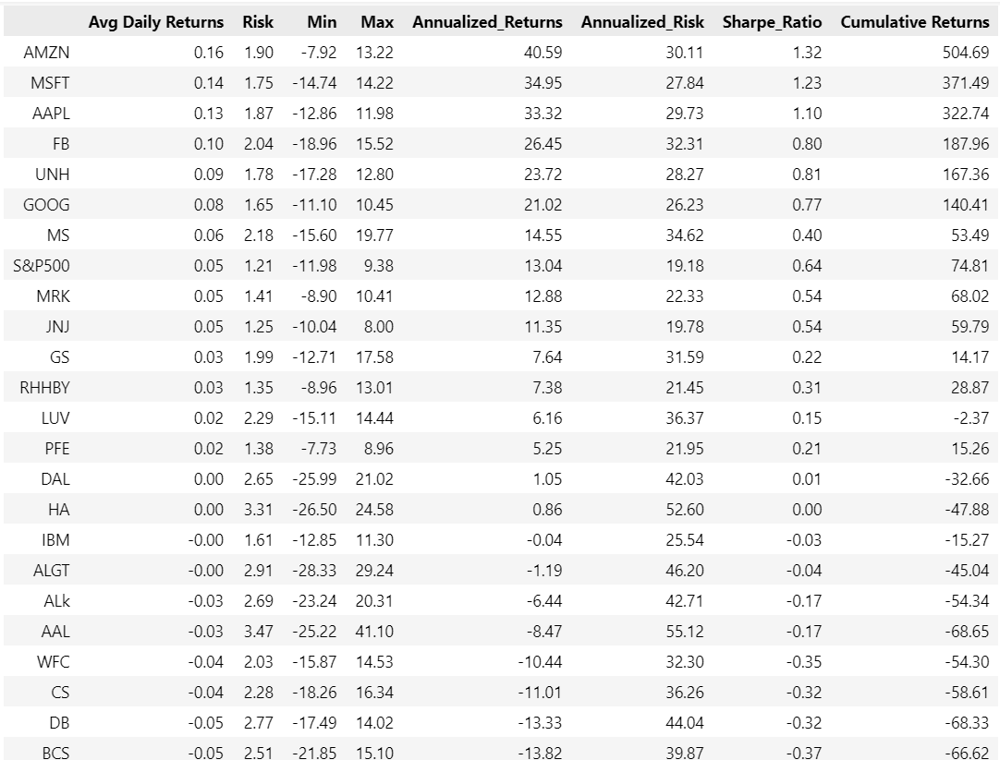 Avg Daily Returns Risk Min Max Annualized_Returns Annualized_Risk Sharpe_Ratio Cumulative Returns
AMZN 0.16 1.90 -7.92 13.22 40.59 30.11 1.32 504.69
MSFT 0.14 1.75 -14.74 14.22 34.95 27.84 1.23 371.49
AAPL 0.13 1.87 -12.86 11.98 33.32 29.73 1.10 322.74
FB 0.10 2.04 -18.96 15.52 26.45 32.31 0.80 187.96
UNH 0.09 1.78 -17.28 12.80 23.72 28.27 0.81 167.36
GOOG 0.08 1.65 -11.10 10.45 21.02 26.23 0.77 140.41
MS 0.06 2.18 -15.60 19.77 14.55 34.62 0.40 53.49
S&P500 0.05 1.21 -11.98 9.38 13.04 19.18 0.64 74.81
MRK 0.05 1.41 -8.90 10.41 12.88 22.33 0.54 68.02
JNJ 0.05 1.25 -10.04 8.00 11.35 19.78 0.54 59.79
GS 0.03 1.99 -12.71 17.58 7.64 31.59 0.22 14.17
RHHBY 0.03 1.35 -8.96 13.01 7.38 21.45 0.31 28.87
LUV 0.02 2.29 -15.11 14.44 6.16 36.37 0.15 -2.37
PFE 0.02 1.38 -7.73 8.96 5.25 21.95 0.21 15.26
DAL 0.00 2.65 -25.99 21.02 1.05 42.03 0.01 -32.66
HA 0.00 3.31 -26.50 24.58 0.86 52.60 0.00 -47.88
IBM -0.00 1.61 -12.85 11.30 -0.04 25.54 -0.03 -15.27
ALGT -0.00 2.91 -28.33 29.24 -1.19 46.20 -0.04 -45.04
ALk -0.03 2.69 -23.24 20.31 -6.44 42.71 -0.17 -54.34
AAL -0.03 3.47 -25.22 41.10 -8.47 55.12 -0.17 -68.65
WFC -0.04 2.03 -15.87 14.53 -10.44 32.30 -0.35 -54.30
CS -0.04 2.28 -18.26 16.34 -11.01 36.26 -0.32 -58.61
DB -0.05 2.77 -17.49 14.02 -13.33 44.04 -0.32 -68.33
BCS -0.05 2.51 -21.85 15.10 -13.82 39.87 -0.37 -66.62